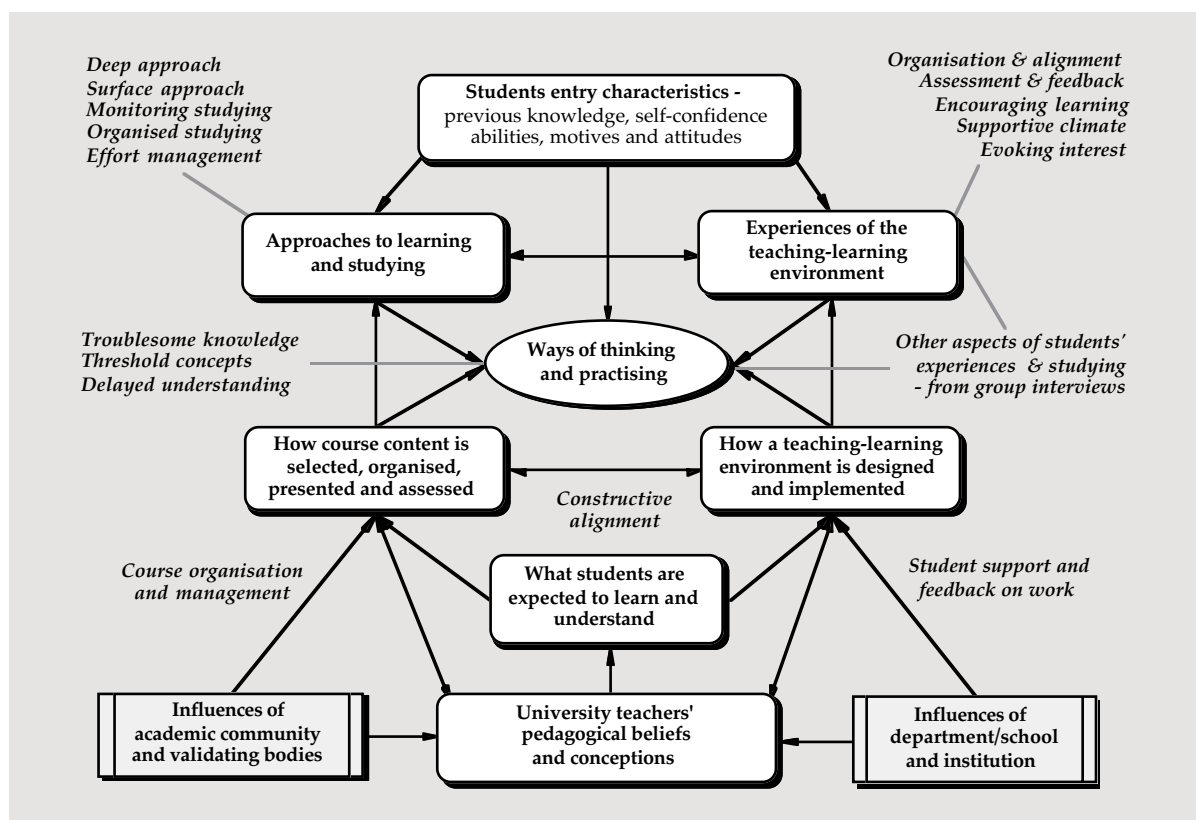 Deep approach
Surface approach
Monitoring studying
Organised studying
Effort management
Students entry characteristics -
previous knowledge, self-confidence
abilities, motives and attitudes
Organisation & alignment
Assessment & feedback
Encouraging learning
Supportive climate
Evoking interest
Approaches to learning
and studying
Experiences of the
teaching-learning
environment
Troublesome knowledge
Threshold concepts
Delayed understanding
Ways of thinking
and practising
Other aspects of students'
experiences & studying
- from group interviews
How course content is
selected, organised,
presented and assessed
Constructive
alignment
How a teaching-learning
environment is designed
and implemented
Course organisation
and management
What students are
expected to learn and
understand
Student support and
feedback on work
Influences of
academic community
and validating bodies
University teachers'
pedagogical beliefs
and conceptions
Influences of
department/school
and institution